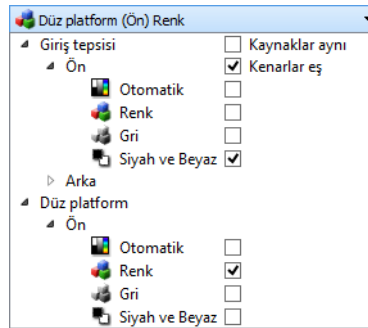 Düz platform (Ön) Renk
Giriş tepsisi Kaynaklar aynı
Ön Kenarlar eş
Otomatik
Renk
Gri
Siyah ve Beyaz
Arka
Düz platform
Ön
Otomatik
Renk
Gri
Siyah ve Beyaz